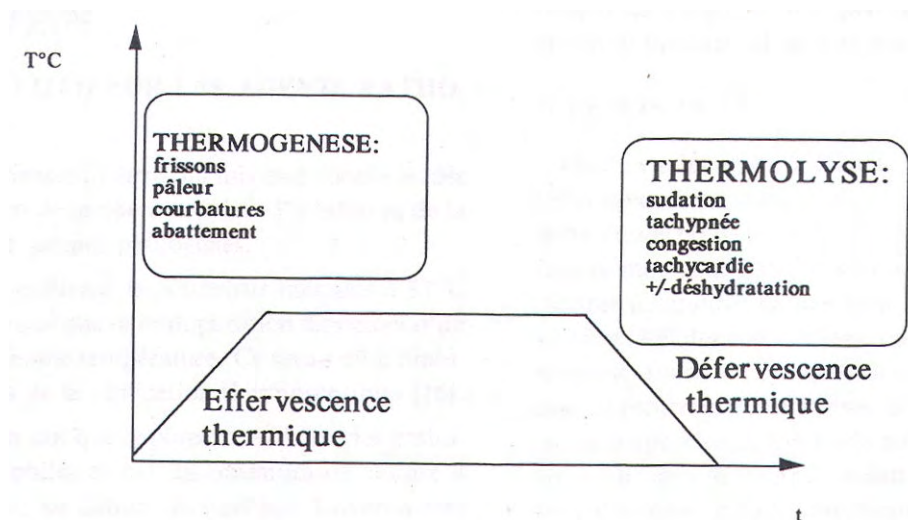 T°C
THERMOGENESE:
frissons
pâleur
courbatures
abattement
THERMOLYSE:
sudation
tachypnée
congestion
tachycardie
+/-déshydratation
Effervescence
thermique
Défervescence
thermique
t